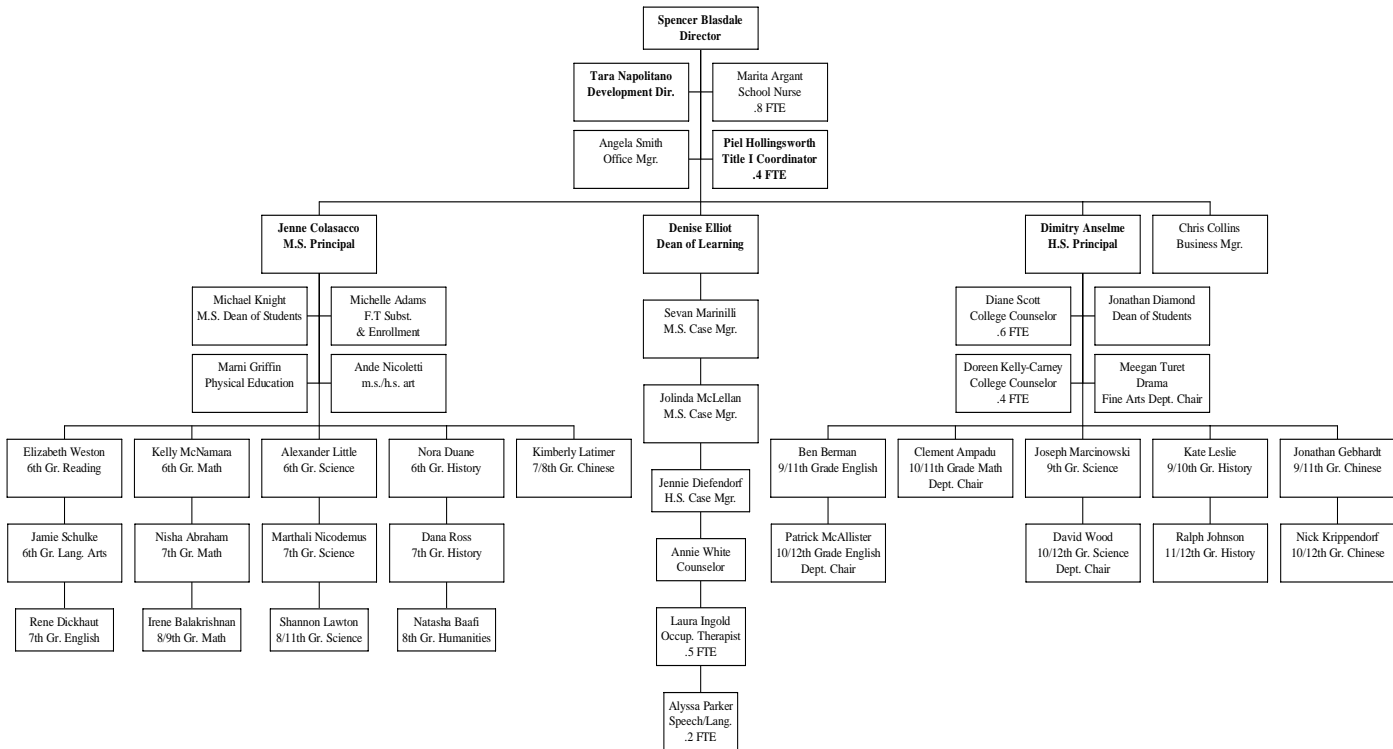 Spencer Blasdale
Director
Tara Napolitano
Development Dir.
Marita Argant
School Nurse
.8 FTE
Angela Smith
Office Mgr.
Piel Hollingsworth
Title I Coordinator
.4 FTE
Jenne Colasacco
M.S. Principal
Denise Elliot
Dean of Learning
Dimitry Anselme
H.S. Principal
Chris Collins
Business Mgr.
Michael Knight
M.S. Dean of Students
Michelle Adams
F.T Subst.
& Enrollment
Marni Griffin
Physical Education
Ande Nicoletti
m.s./h.s. art
Sevan Marinilli
M.S. Case Mgr.
Jolinda McLellan
M.S. Case Mgr.
Jennie Diefendorf
H.S. Case Mgr.
Annie White
Counselor
Laura Ingold
Occup. Therapist
.5 FTE
Alyssa Parker
Speech/Lang.
.2 FTE
Diane Scott
College Counselor
.6 FTE
Jonathan Diamond
Dean of Students
Doreen Kelly-Carney
College Counselor
.4 FTE
Meegan Turet
Drama
Fine Arts Dept. Chair
Elizabeth Weston
6th Gr. Reading
Kelly McNamara
6th Gr. Math
Alexander Little
6th Gr. Science
Nora Duane
6th Gr. History
Kimberly Latimer
7/8th Gr. Chinese
Jamie Schulke
6th Gr. Lang. Arts
Nisha Abraham
7th Gr. Math
Marthali Nicodemus
7th Gr. Science
Dana Ross
7th Gr. History
Rene Dickhaut
7th Gr. English
Irene Balakrishnan
8/9th Gr. Math
Shannon Lawton
8/11th Gr. Science
Natasha Baafi
8th Gr. Humanities
Ben Berman
9/11th Grade English
Clement Ampadu
10/11th Grade Math
Dept. Chair
Joseph Marcinowski
9th Gr. Science
Kate Leslie
9/10th Gr. History
Jonathan Gebhardt
9/11th Gr. Chinese
Patrick McAllister
10/12th Grade English
Dept. Chair
David Wood
10/12th Gr. Science
Dept. Chair
Ralph Johnson
11/12th Gr. History
Nick Krippendorf
10/12th Gr. Chinese